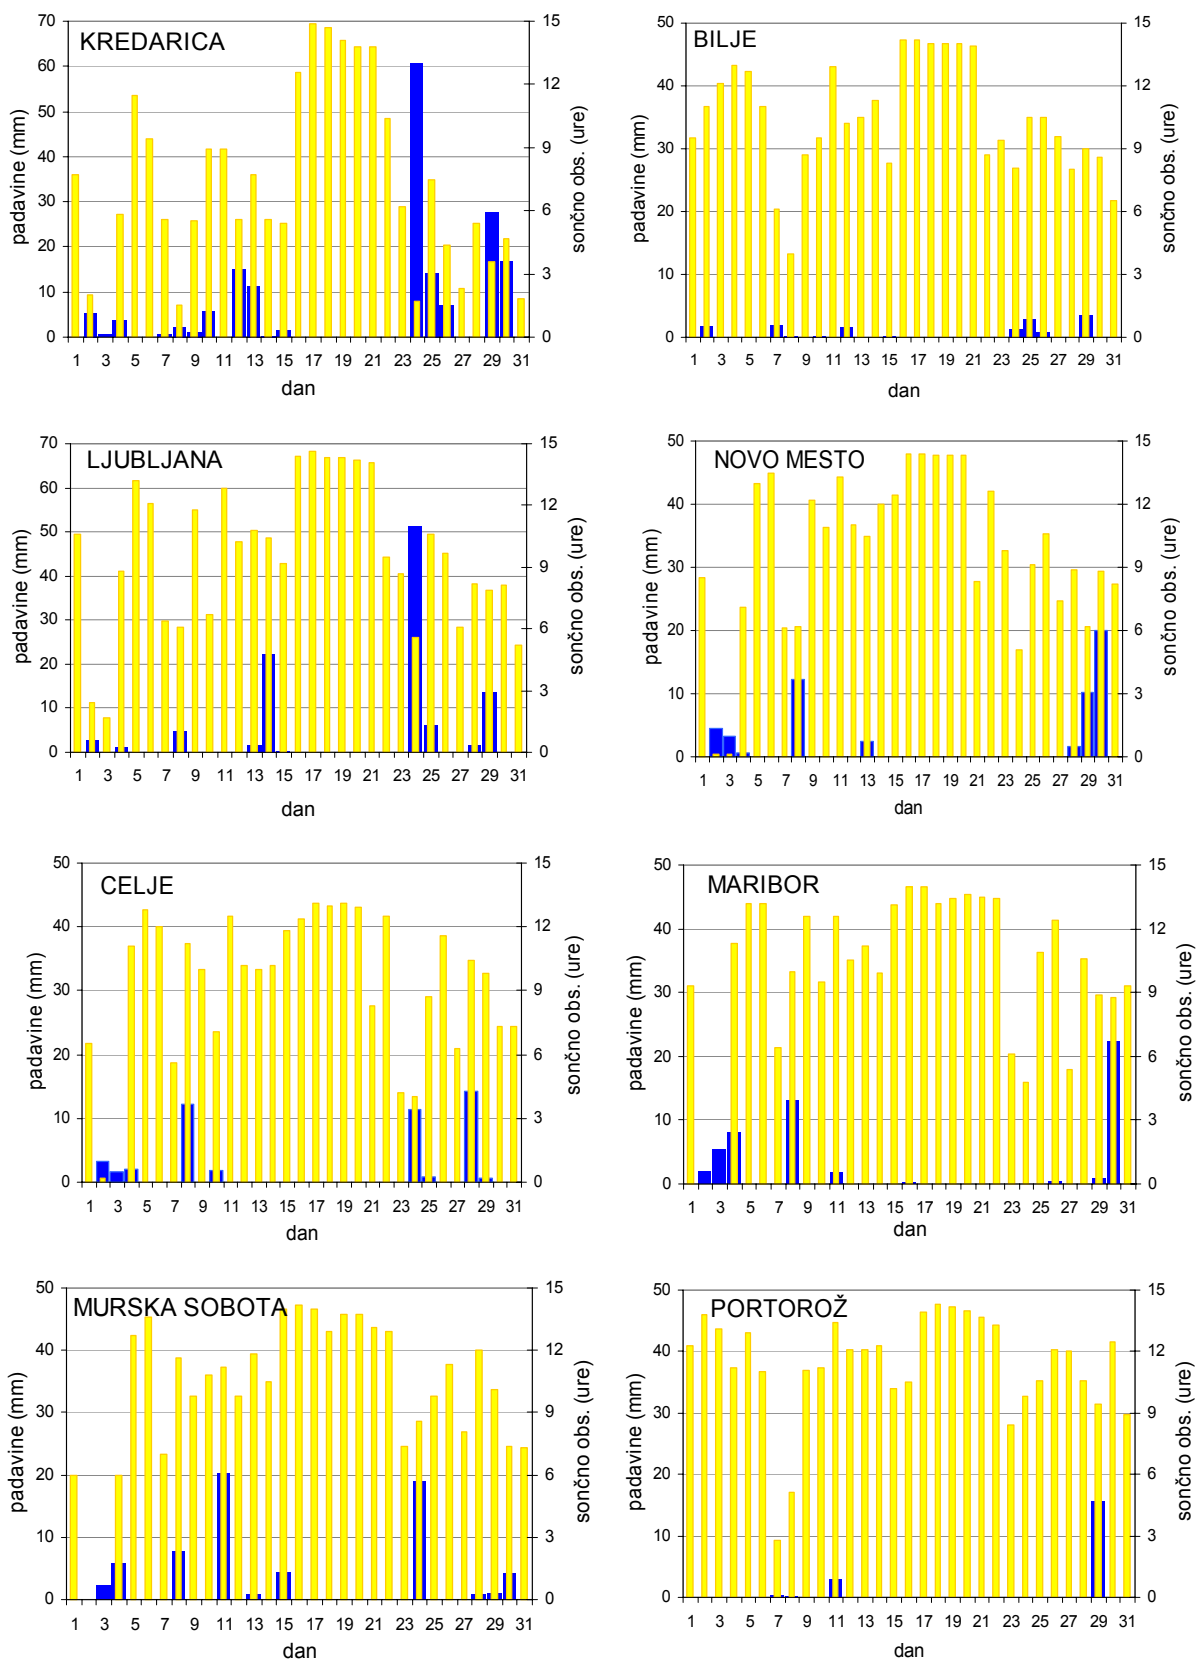 KREDARICA
padavine (mm)
sončno obs. (ure)
70 60 50 40 30 20 10 0
15 12 9 6 3 0
1 3 5 7 9 11 13 15 17 19 21 23 25 27 29 31
dan
BILJE
padavine (mm)
sončno obs. (ure)
50 40 30 20 10 0
15 12 9 6 3 0
1 3 5 7 9 11 13 15 17 19 21 23 25 27 29 31
dan
LJUBLJANA
padavine (mm)
sončno obs. (ure)
70 60 50 40 30 20 10 0
15 12 9 6 3 0
1 3 5 7 9 11 13 15 17 19 21 23 25 27 29 31
dan
NOVO MESTO
padavine (mm)
sončno obs. (ure)
50 40 30 20 10 0
15 12 9 6 3 0
1 3 5 7 9 11 13 15 17 19 21 23 25 27 29 31
dan
CELJE
padavine (mm)
sončno obs. (ure)
50 40 30 20 10 0
15 12 9 6 3 0
1 3 5 7 9 11 13 15 17 19 21 23 25 27 29 31
dan
MARIBOR
padavine (mm)
sončno obs. (ure)
50 40 30 20 10 0
15 12 9 6 3 0
1 3 5 7 9 11 13 15 17 19 21 23 25 27 29 31
dan
MURSKA SOBOTA
padavine (mm)
sončno obs. (ure)
50 40 30 20 10 0
15 12 9 6 3 0
1 3 5 7 9 11 13 15 17 19 21 23 25 27 29 31
dan
PORTOROŽ
padavine (mm)
sončno obs. (ure)
50 40 30 20 10 0
15 12 9 6 3 0
1 3 5 7 9 11 13 15 17 19 21 23 25 27 29 31
dan